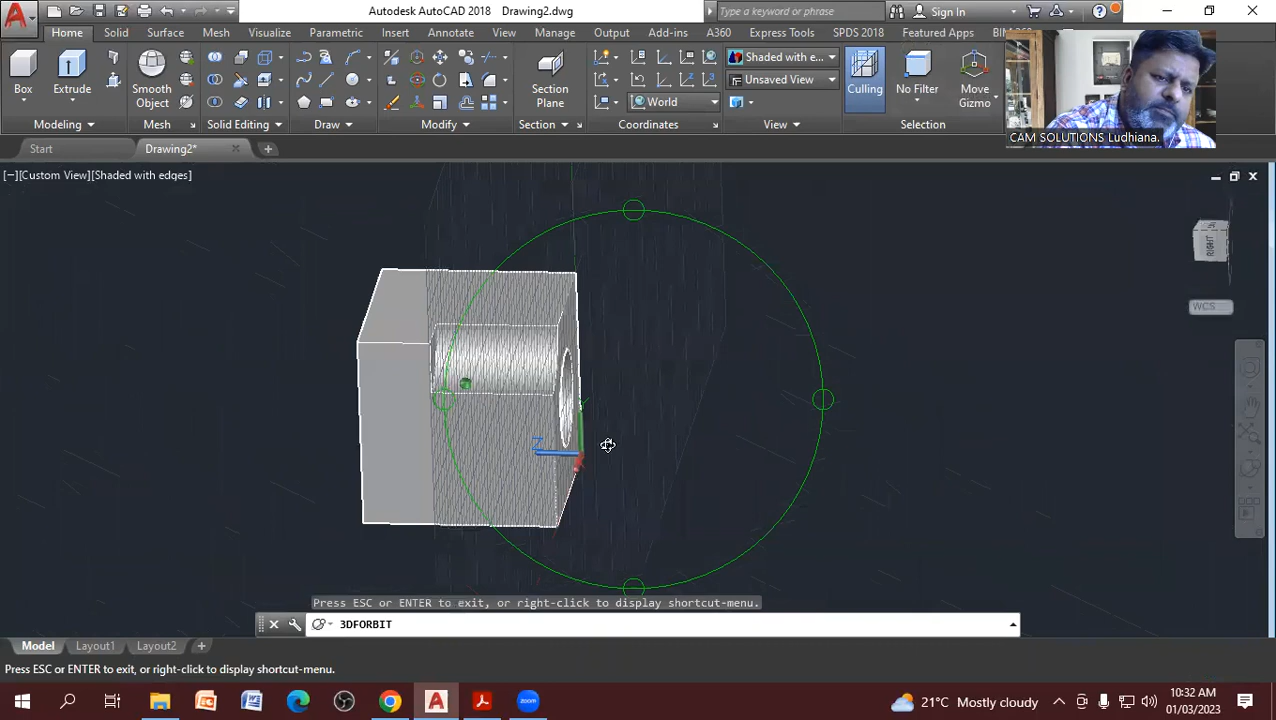 Autodesk AutoCAD 2018 Drawing2.dwg
Type a keyword or phrase
Sign In
Home Solid Surface Mesh Visualize Parametric Insert Annotate View Manage Output Add-ins A360 Express Tools SPDS 2018 Featured Apps
Box
Extrude
Smooth Object
Section Plane
World
Shaded with e...
Unsaved View
Culling
No Filter
Move Gizmo
Modeling
Mesh
Solid Editing
Draw
Modify
Section
Coordinates
View
Selection
CAM SOLUTIONS Ludhiana.
Start
Drawing2*
[−][Custom View][Shaded with edges]
RIGHT
WCS
Z
Press ESC or ENTER to exit, or right-click to display shortcut-menu.
3DFORBIT
Model Layout1 Layout2
Press ESC or ENTER to exit, or right-click to display shortcut-menu.
21°C Mostly cloudy
10:32 AM
01/03/2023